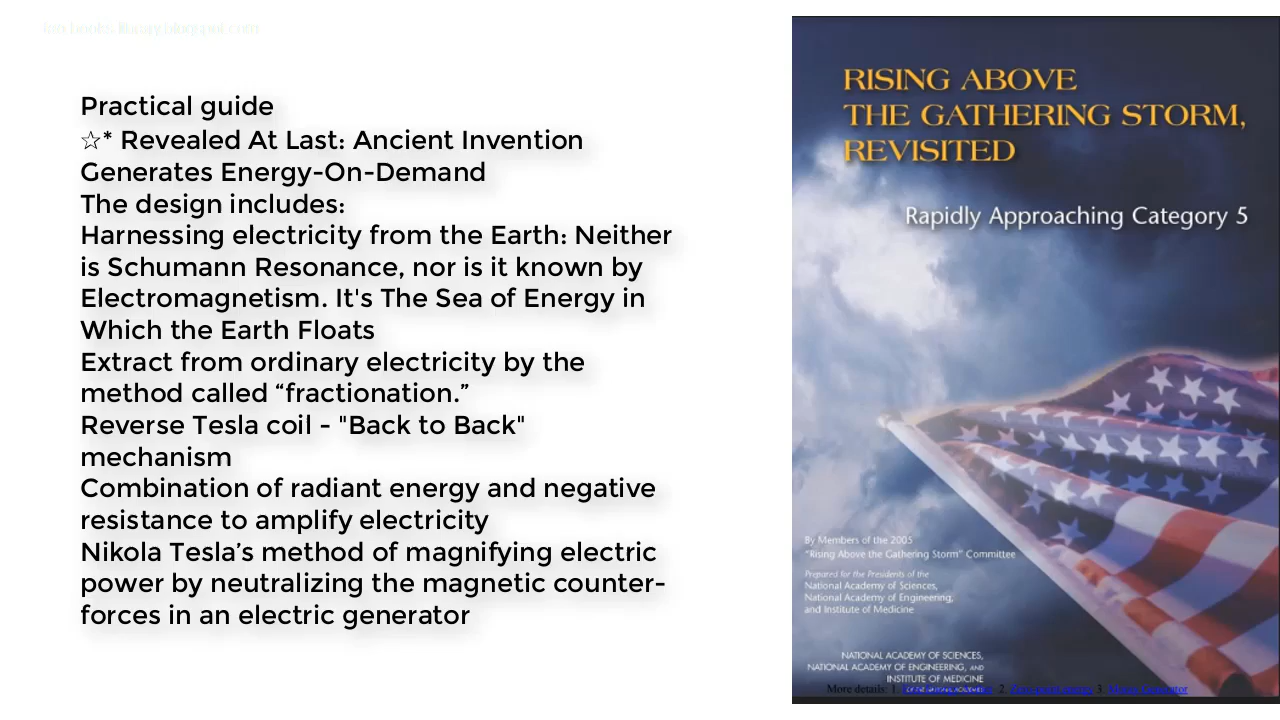 Practical guide
☆* Revealed At Last: Ancient Invention
Generates Energy-On-Demand
The design includes:
Harnessing electricity from the Earth: Neither
is Schumann Resonance, nor is it known by
Electromagnetism. It's The Sea of Energy in
Which the Earth Floats
Extract from ordinary electricity by the
method called “fractionation.”
Reverse Tesla coil - "Back to Back"
mechanism
Combination of radiant energy and negative
resistance to amplify electricity
Nikola Tesla’s method of magnifying electric
power by neutralizing the magnetic counter-
forces in an electric generator
RISING ABOVE
THE GATHERING STORM,
REVISITED
Rapidly Approaching Category 5
By Members of the 2005
“Rising Above the Gathering Storm” Committee
Prepared for the Presidents of the
National Academy of Sciences,
National Academy of Engineering,
and Institute of Medicine
NATIONAL ACADEMY OF SCIENCES,
NATIONAL ACADEMY OF ENGINEERING, AND
INSTITUTE OF MEDICINE
More details: 1. 2. 3.